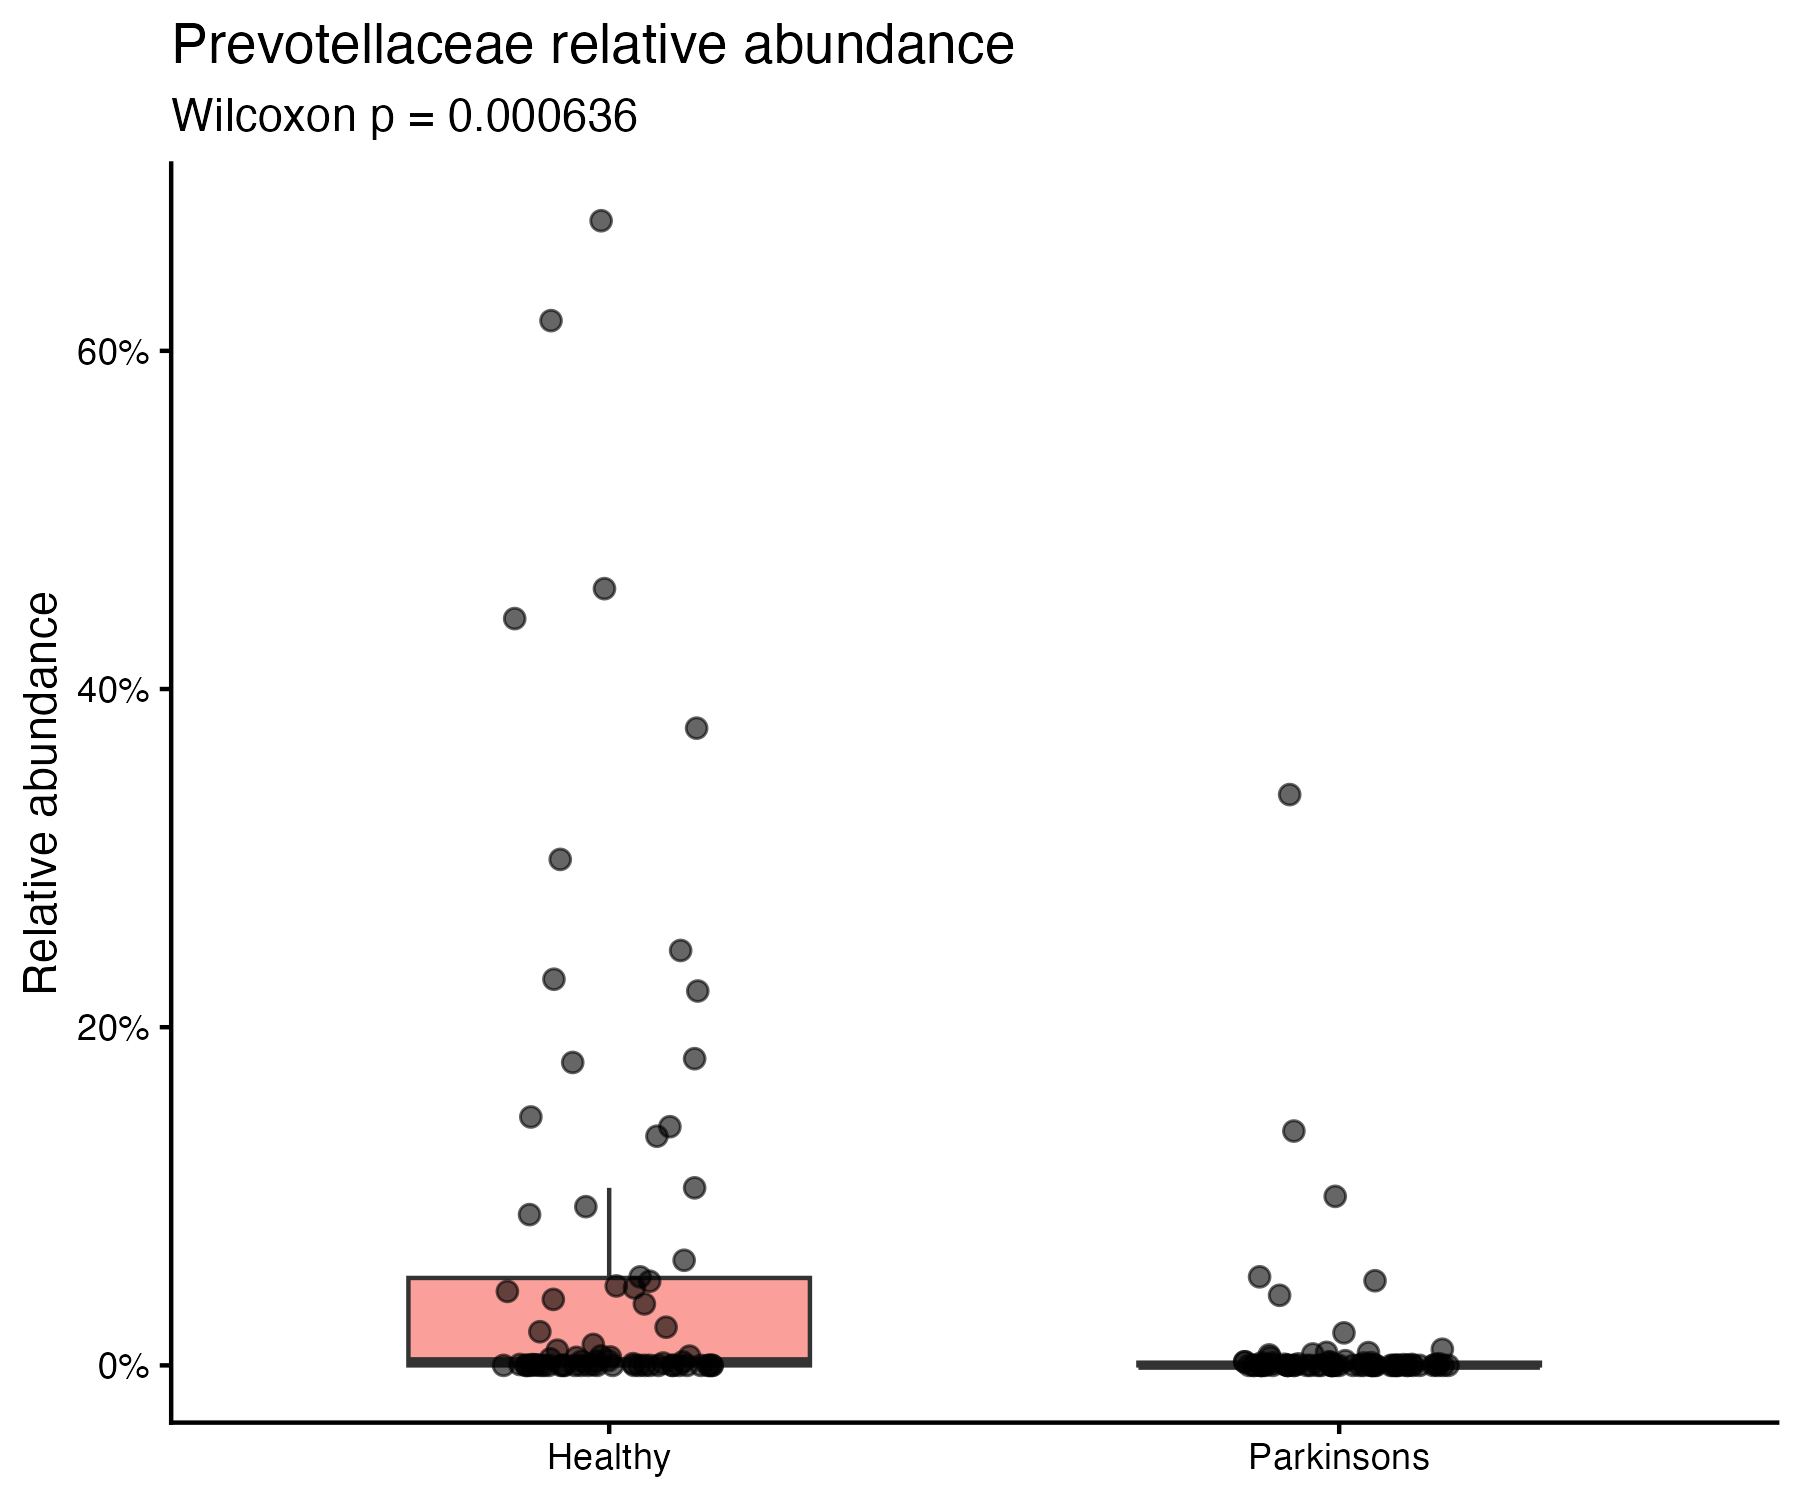 Prevotellaceae relative abundance
Wilcoxon p = 0.000636
Relative abundance
60%
40%
20%
0%
Healthy
Parkinsons